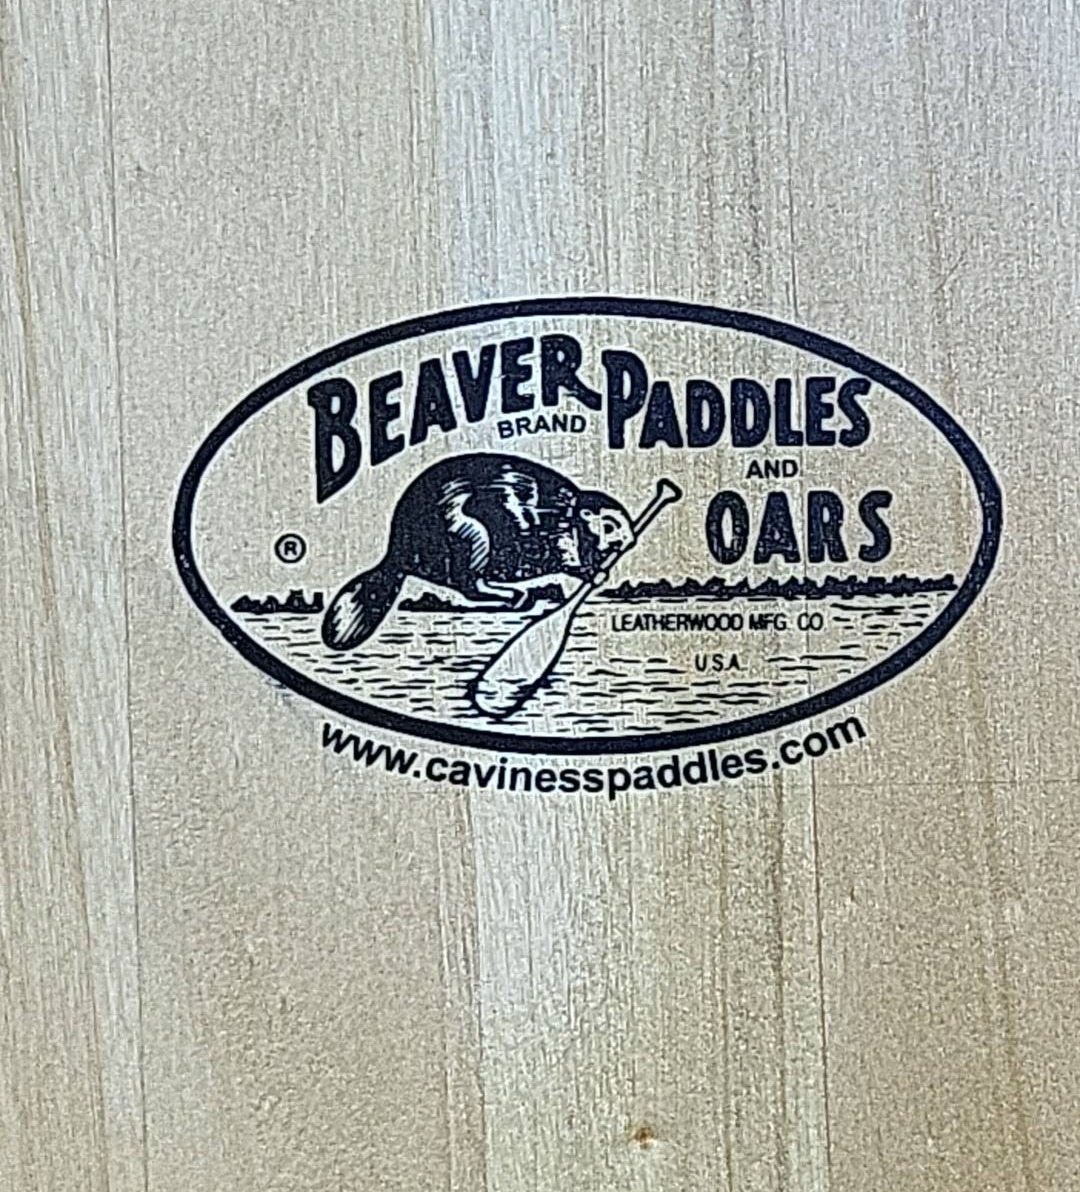 BEAVER PADDLES
BRAND
AND
OARS
®
LEATHERWOOD MFG. CO
U.S.A.
www.cavinesspaddles.com